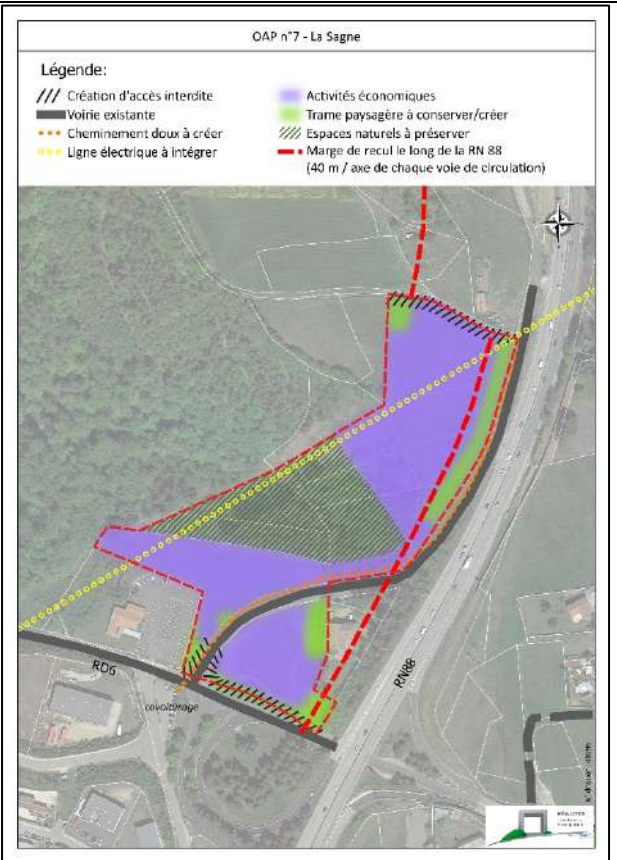 OAP n°7 - La Sagne
Légende:
Création d'accès interdite
Voirie existante
Cheminement doux à créer
Ligne électrique à intégrer
Activités économiques
Trame paysagère à conserver/créer
Espaces naturels à préserver
Marge de recul le long de la RN 88
(40 m / axe de chaque voie de circulation)
RD6
covoiturage
RN88
RÉALITÉS